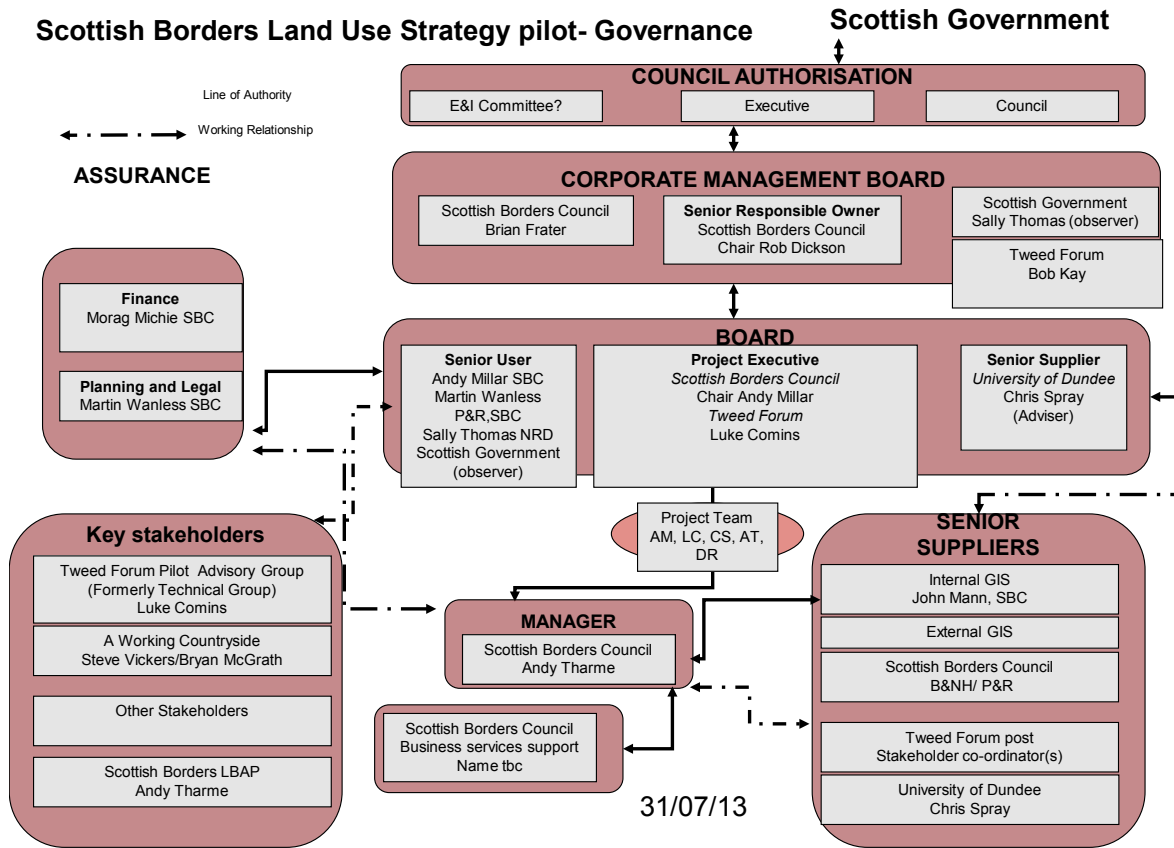 Scottish Borders Land Use Strategy pilot- Governance
Scottish Government
Line of Authority
Working Relationship
ASSURANCE
COUNCIL AUTHORISATION
E&I Committee?
Executive
Council
CORPORATE MANAGEMENT BOARD
Scottish Borders Council
Brian Frater
Senior Responsible Owner
Scottish Borders Council
Chair Rob Dickson
Scottish Government
Sally Thomas (observer)
Tweed Forum
Bob Kay
Finance
Morag Michie SBC
Planning and Legal
Martin Wanless SBC
BOARD
Senior User
Andy Millar SBC
Martin Wanless
P&R,SBC
Sally Thomas NRD
Scottish Government
(observer)
Project Executive
Scottish Borders Council
Chair Andy Millar
Tweed Forum
Luke Comins
Senior Supplier
University of Dundee
Chris Spray
(Adviser)
Project Team
AM, LC, CS, AT,
DR
Key stakeholders
Tweed Forum Pilot  Advisory Group
(Formerly Technical Group)
Luke Comins
A Working Countryside
Steve Vickers/Bryan McGrath
Other Stakeholders
Scottish Borders LBAP
Andy Tharme
MANAGER
Scottish Borders Council
Andy Tharme
Scottish Borders Council
Business services support
Name tbc
SENIOR
SUPPLIERS
Internal GIS
John Mann, SBC
External GIS
Scottish Borders Council
B&NH/ P&R
Tweed Forum post
Stakeholder co-ordinator(s)
University of Dundee
Chris Spray
31/07/13